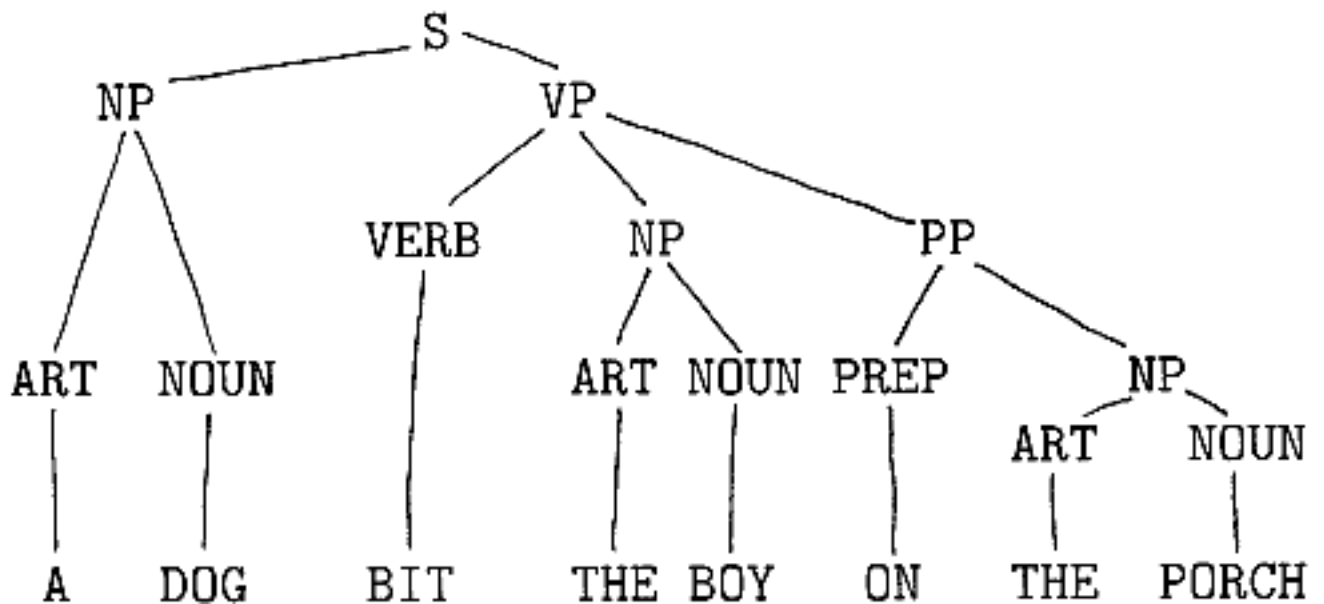 S
NP VP
VERB NP PP
ART NOUN ART NOUN PREP NP
ART NOUN
A DOG BIT THE BOY ON THE PORCH